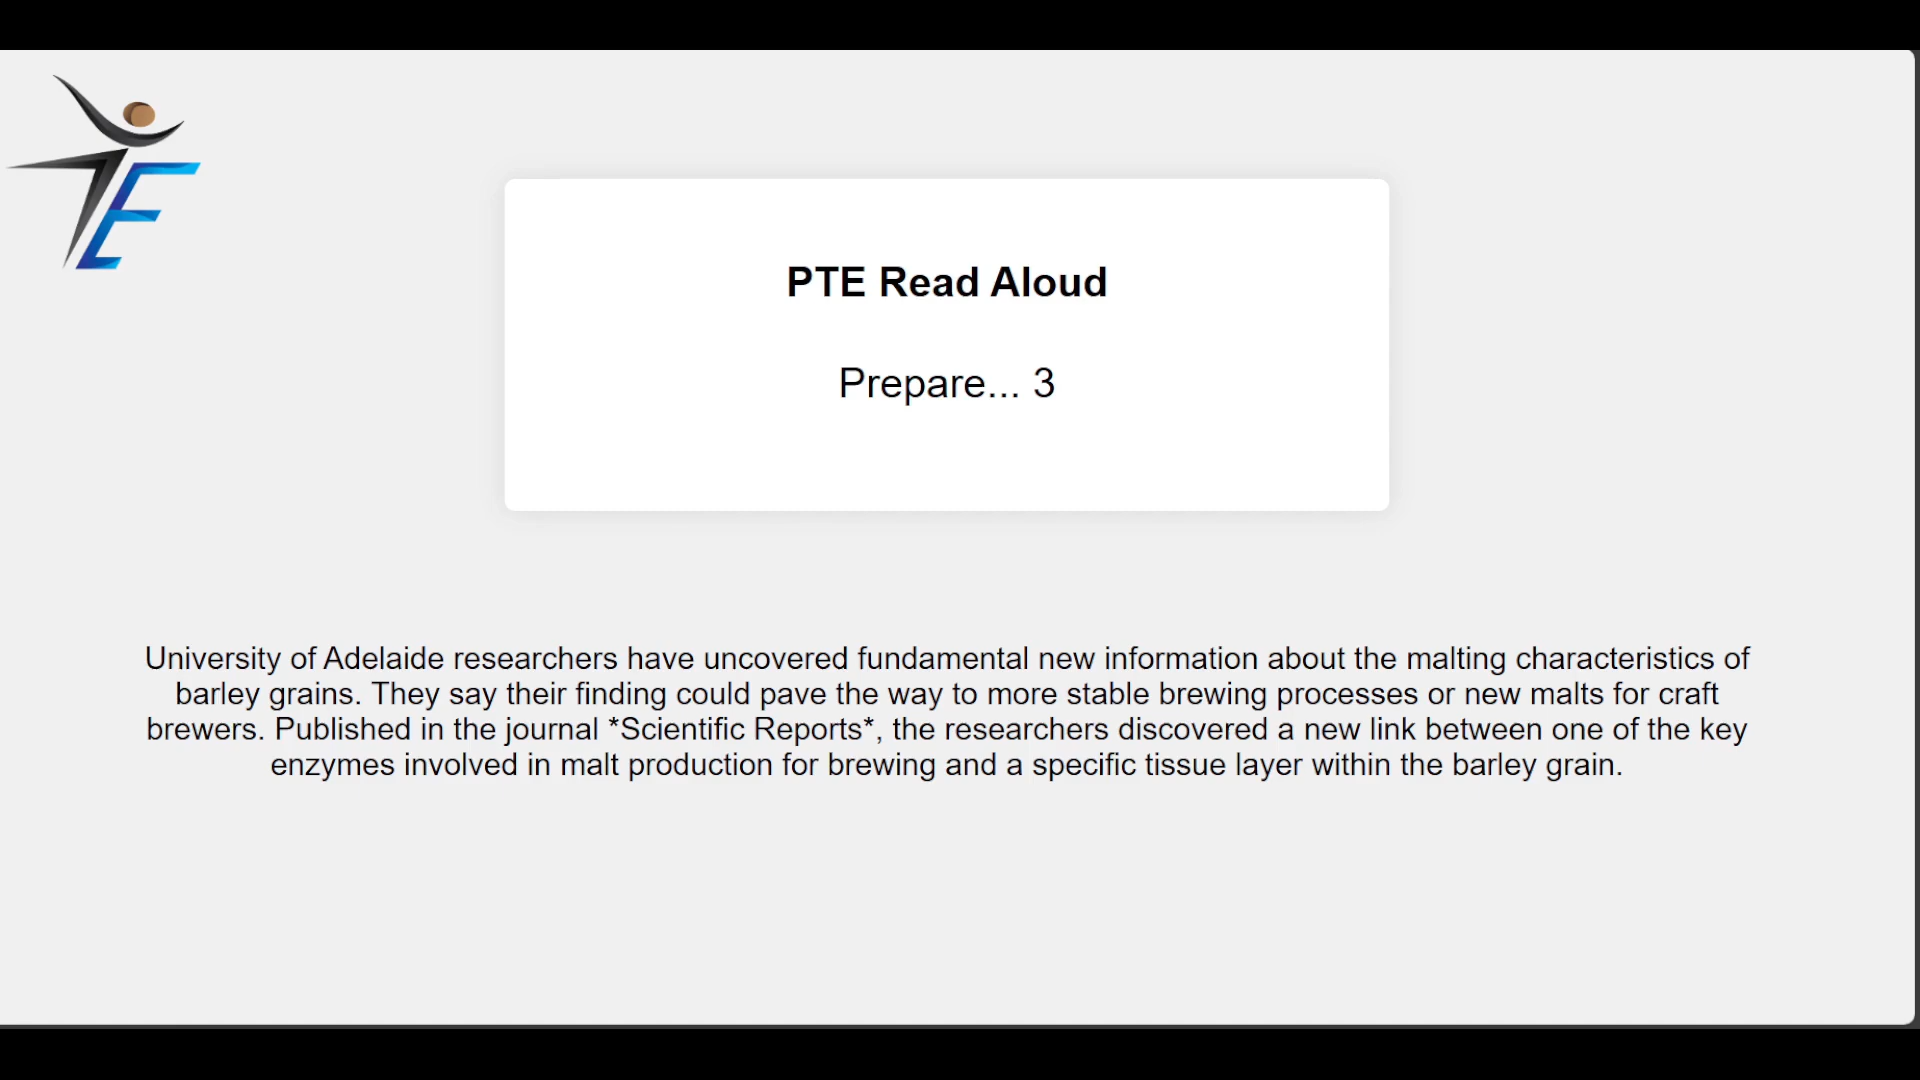 PTE Read Aloud
Prepare... 3
University of Adelaide researchers have uncovered fundamental new information about the malting characteristics of
barley grains. They say their finding could pave the way to more stable brewing processes or new malts for craft
brewers. Published in the journal *Scientific Reports*, the researchers discovered a new link between one of the key
enzymes involved in malt production for brewing and a specific tissue layer within the barley grain.